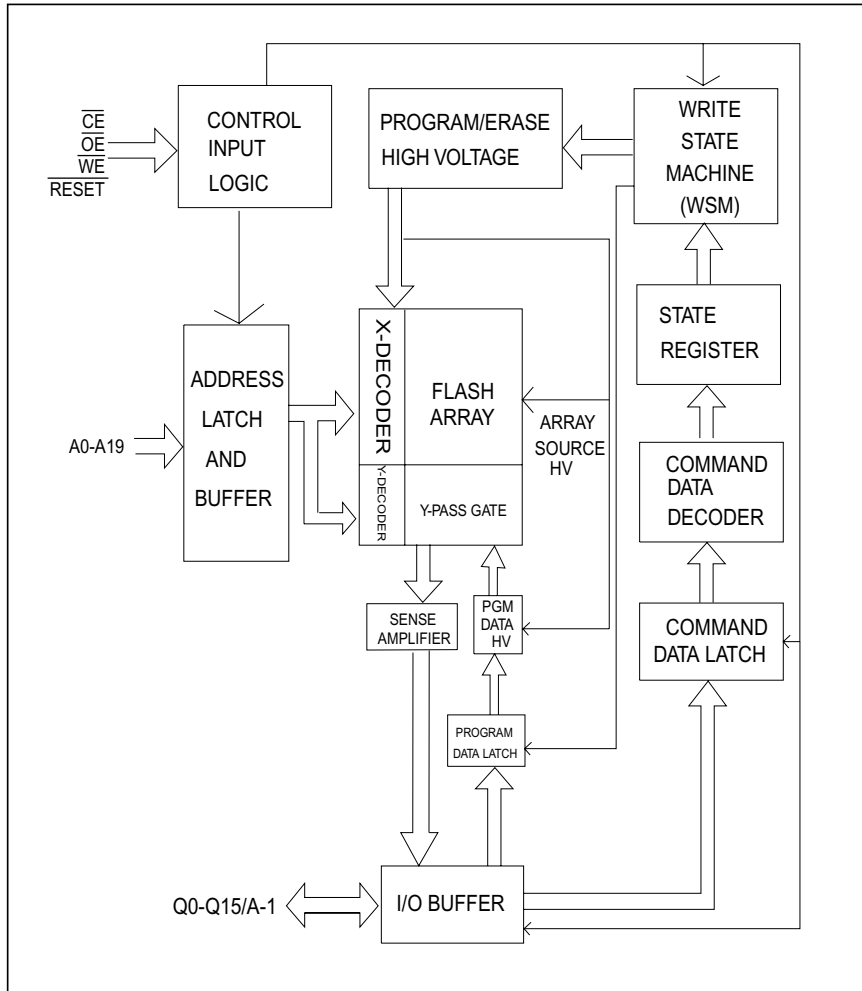 CE
OE
WE
RESET
CONTROL
INPUT
LOGIC
PROGRAM/ERASE
HIGH VOLTAGE
WRITE
STATE
MACHINE
(WSM)
STATE
REGISTER
ADDRESS
LATCH
AND
BUFFER
A0-A19
X-DECODER
FLASH
ARRAY
ARRAY
SOURCE
HV
Y-DECODER
Y-PASS GATE
COMMAND
DATA
DECODER
SENSE
AMPLIFIER
PGM
DATA
HV
COMMAND
DATA LATCH
PROGRAM
DATA LATCH
Q0-Q15/A-1
I/O BUFFER